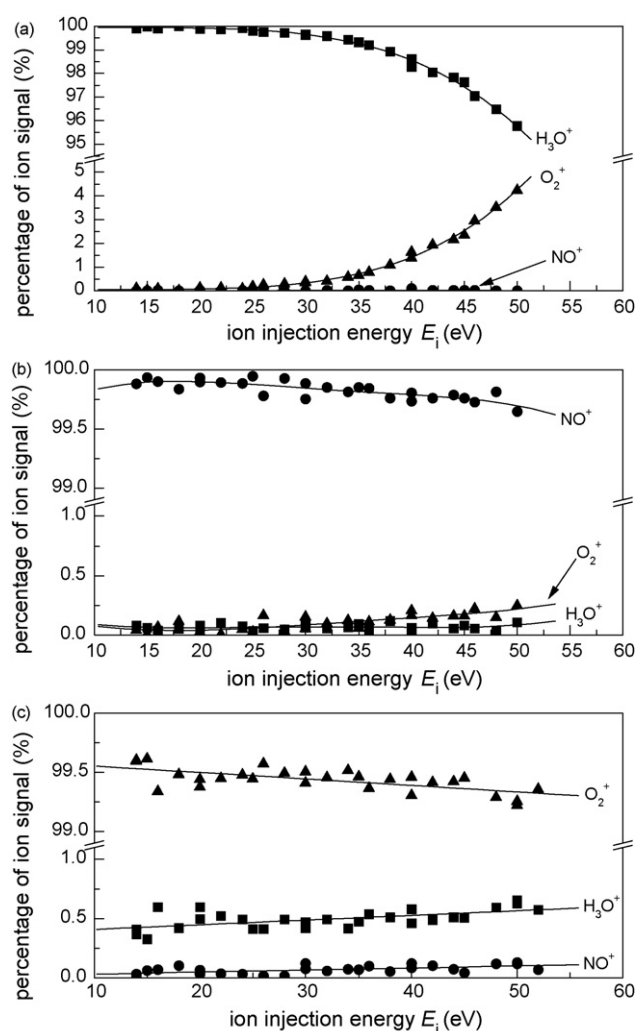 (a)
100
99
98
97
96
95
5
4
3
2
1
0
percentage of ion signal (%)
H₃O⁺
O₂⁺
NO⁺
10 15 20 25 30 35 40 45 50 55 60
ion injection energy Eᵢ (eV)
(b)
100.0
99.5
99.0
1.0
0.5
0.0
percentage of ion signal (%)
NO⁺
O₂⁺
H₃O⁺
10 15 20 25 30 35 40 45 50 55 60
ion injection energy Eᵢ (eV)
(c)
100.0
99.5
99.0
1.0
0.5
0.0
percentage of ion signal (%)
O₂⁺
H₃O⁺
NO⁺
10 15 20 25 30 35 40 45 50 55 60
ion injection energy Eᵢ (eV)